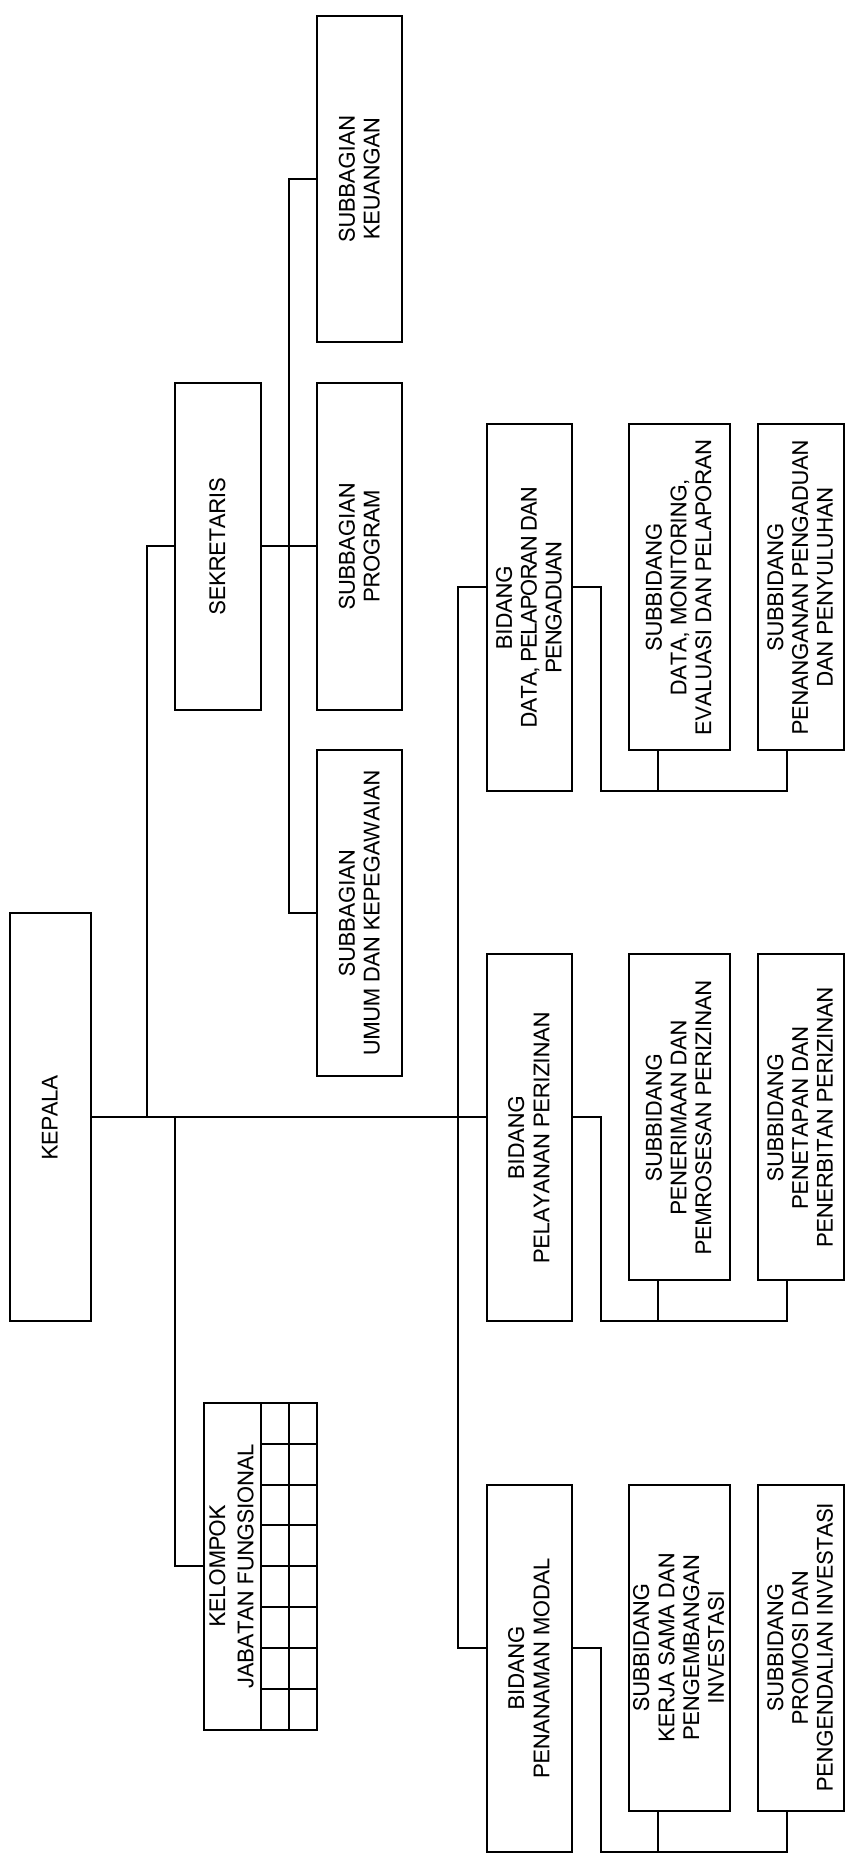 KEPALA
KELOMPOK
JABATAN FUNGSIONAL
SEKRETARIS
SUBBAGIAN
UMUM DAN KEPEGAWAIAN
SUBBAGIAN
PROGRAM
SUBBAGIAN
KEUANGAN
BIDANG
PENANAMAN MODAL
BIDANG
PELAYANAN PERIZINAN
BIDANG
DATA, PELAPORAN DAN
PENGADUAN
SUBBIDANG
KERJA SAMA DAN
PENGEMBANGAN
INVESTASI
SUBBIDANG
PENERIMAAN DAN
PEMROSESAN PERIZINAN
SUBBIDANG
DATA, MONITORING,
EVALUASI DAN PELAPORAN
SUBBIDANG
PROMOSI DAN
PENGENDALIAN INVESTASI
SUBBIDANG
PENETAPAN DAN
PENERBITAN PERIZINAN
SUBBIDANG
PENANGANAN PENGADUAN
DAN PENYULUHAN